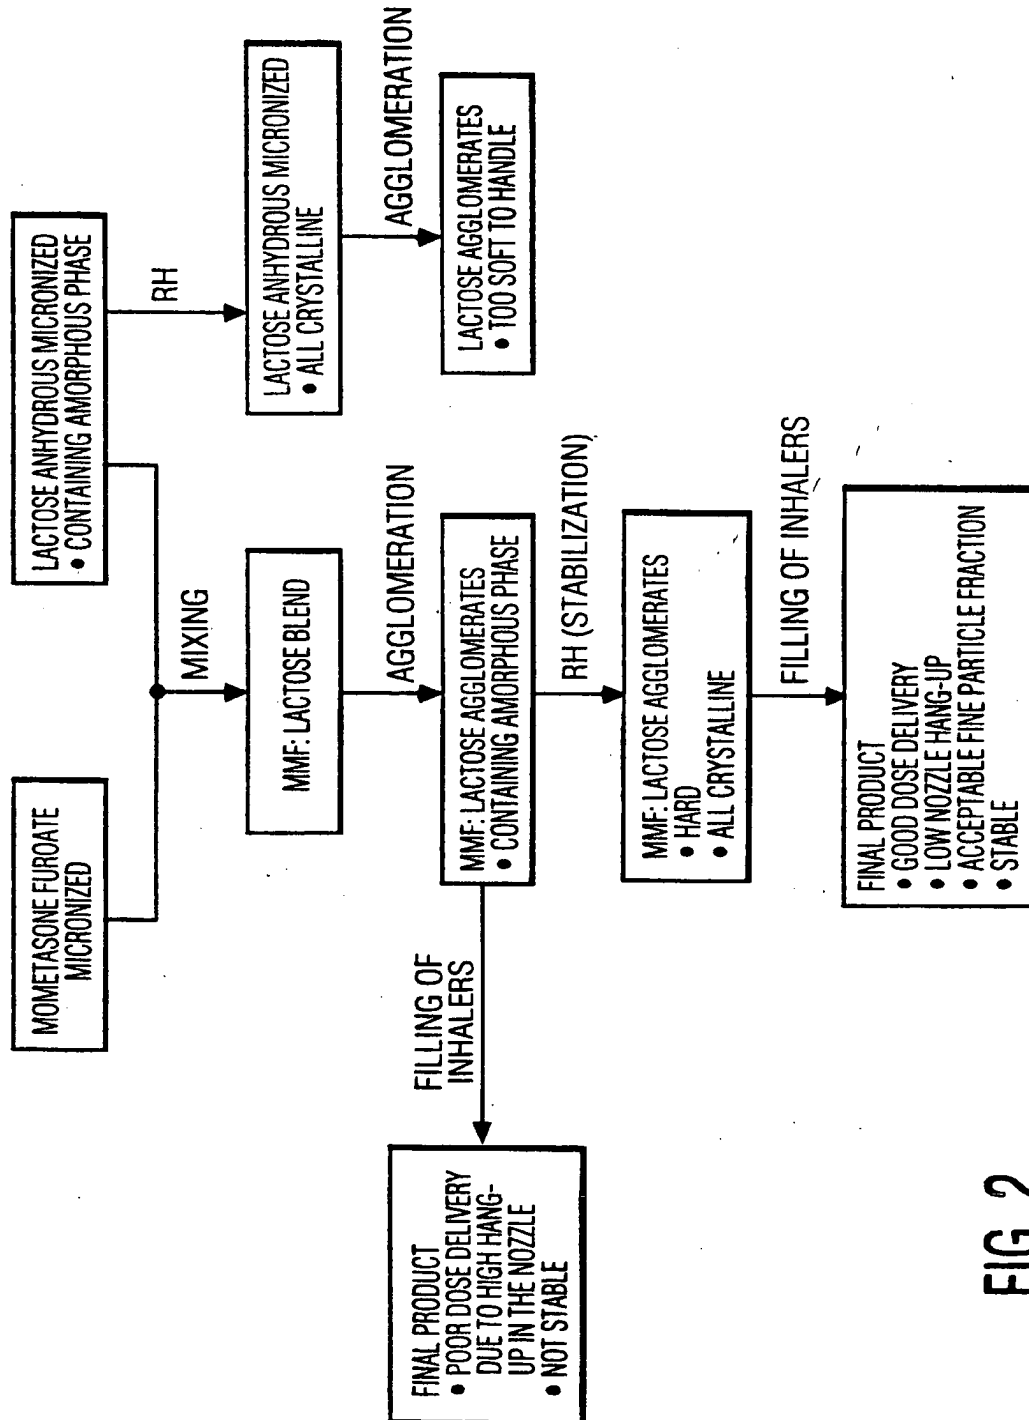 MOMETASONE FUROATE
MICRONIZED
LACTOSE ANHYDROUS MICRONIZED
• CONTAINING AMORPHOUS PHASE
MIXING
RH
MMF: LACTOSE BLEND
LACTOSE ANHYDROUS MICRONIZED
• ALL CRYSTALLINE
AGGLOMERATION
AGGLOMERATION
MMF: LACTOSE AGGLOMERATES
• CONTAINING AMORPHOUS PHASE
LACTOSE AGGLOMERATES
• TOO SOFT TO HANDLE
FILLING OF
INHALERS
RH (STABILIZATION)
FINAL PRODUCT
• POOR DOSE DELIVERY
DUE TO HIGH HANG-
UP IN THE NOZZLE
• NOT STABLE
MMF: LACTOSE AGGLOMERATES
• HARD
• ALL CRYSTALLINE
FILLING OF INHALERS
FINAL PRODUCT
• GOOD DOSE DELIVERY
• LOW NOZZLE HANG-UP
• ACCEPTABLE FINE PARTICLE FRACTION
• STABLE
FIG. 2